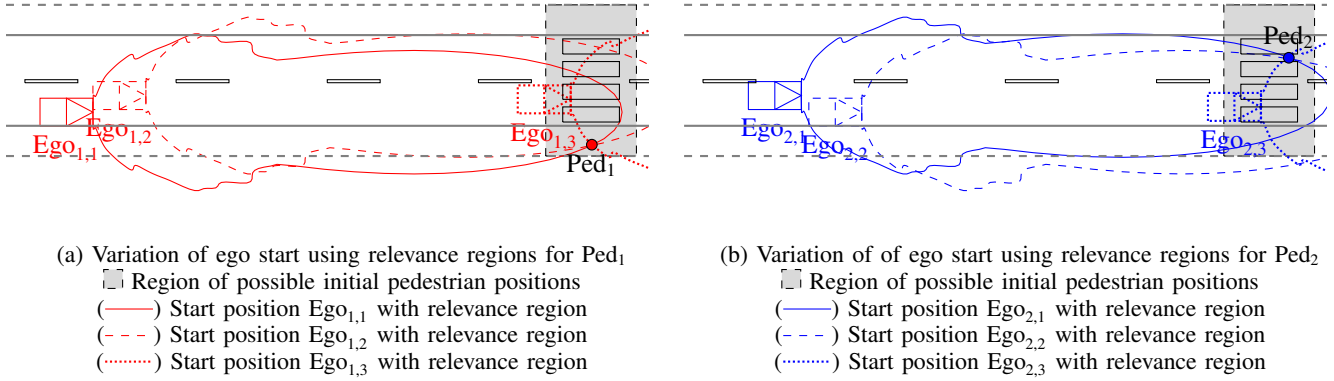 Ego1,1
Ego1,2
Ego1,3
Ped1
Ego2,1
Ego2,2
Ego2,3
Ped2
(a) Variation of ego start using relevance regions for Ped1
Region of possible initial pedestrian positions
( ) Start position Ego1,1 with relevance region
( ) Start position Ego1,2 with relevance region
( ) Start position Ego1,3 with relevance region
(b) Variation of of ego start using relevance regions for Ped2
Region of possible initial pedestrian positions
( ) Start position Ego2,1 with relevance region
( ) Start position Ego2,2 with relevance region
( ) Start position Ego2,3 with relevance region